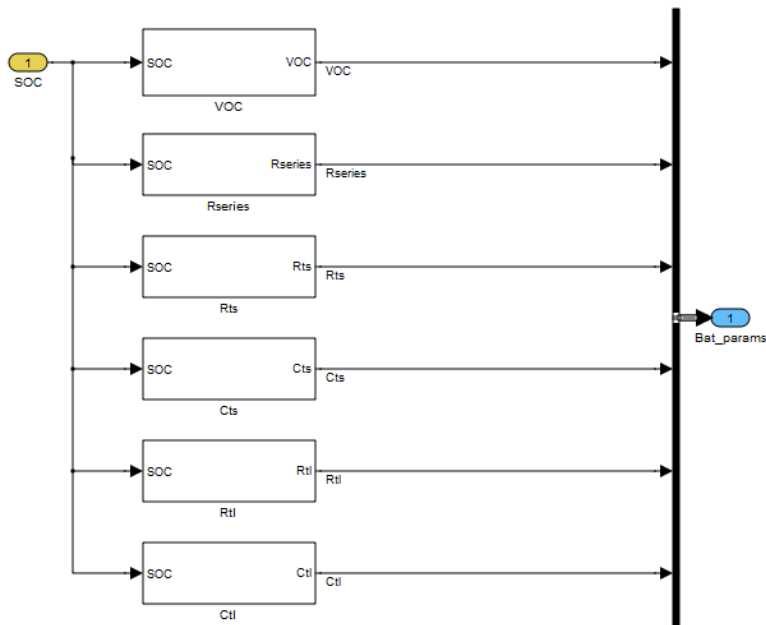 1
SOC
SOC VOC
VOC
VOC
SOC Rseries
Rseries
Rseries
SOC Rts
Rts
Rts
1
Bat_params
SOC Cts
Cts
Cts
SOC Rtl
Rtl
Rtl
SOC Ctl
Ctl
Ctl